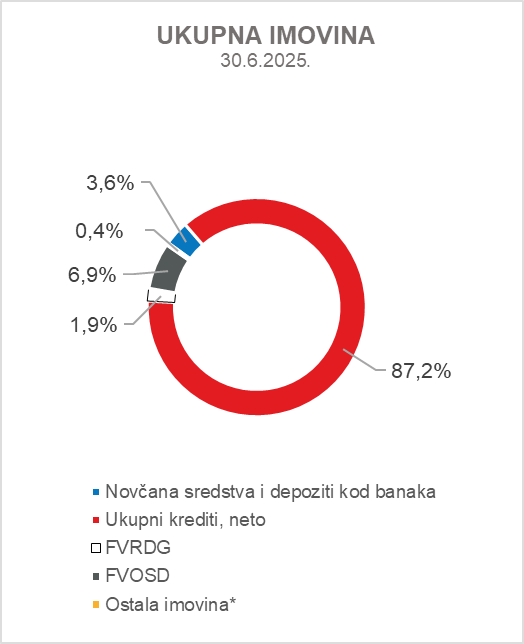 UKUPNA IMOVINA
30.6.2025.
3,6%
0,4%
6,9%
1,9%
87,2%
Novčana sredstva i depoziti kod banaka
Ukupni krediti, neto
FVRDG
FVOSD
Ostala imovina*